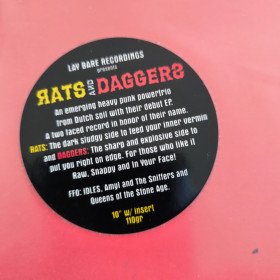 LAY BARE RECORDINGS
presents
RATS AND DAGGERS
An emerging heavy punk powertrio
from Dutch soil with their debut EP.
A two faced record in honor of their name.
RATS: The dark sludgy side to feed your inner vermin
and DAGGERS: The sharp and explosive side to
put you right on edge. For those who like it
Raw, Snappy and In Your Face!
FFO: IDLES, Amyl and The Sniffers and
Queens of the Stone Age.
10" w/ insert
110gr